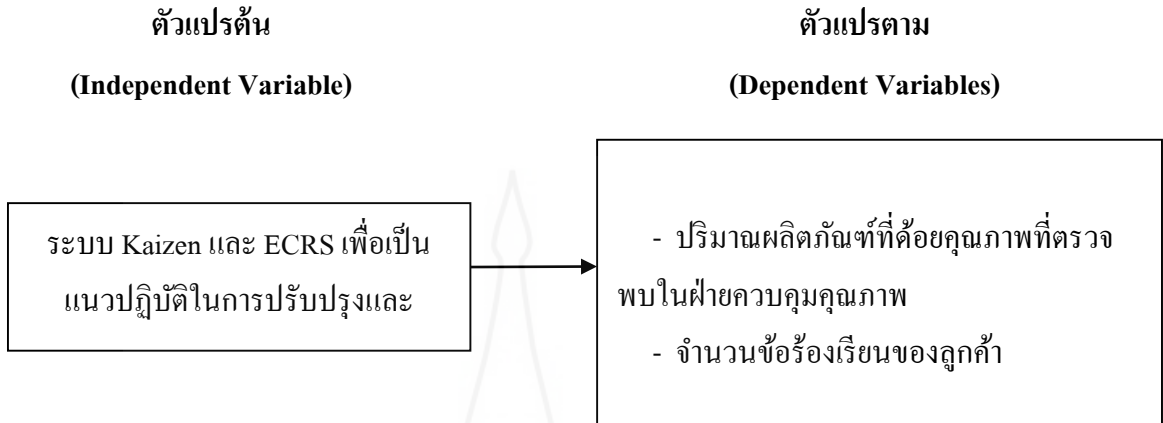 ตัวแปรต้น
(Independent Variable)
ระบบ Kaizen และ ECRS เพื่อเป็น
แนวปฏิบัติในการปรับปรุงและ
ตัวแปรตาม
(Dependent Variables)
- ปริมาณผลิตภัณฑ์ที่ด้อยคุณภาพที่ตรวจ
พบในฝ่ายควบคุมคุณภาพ
- จำนวนข้อร้องเรียนของลูกค้า